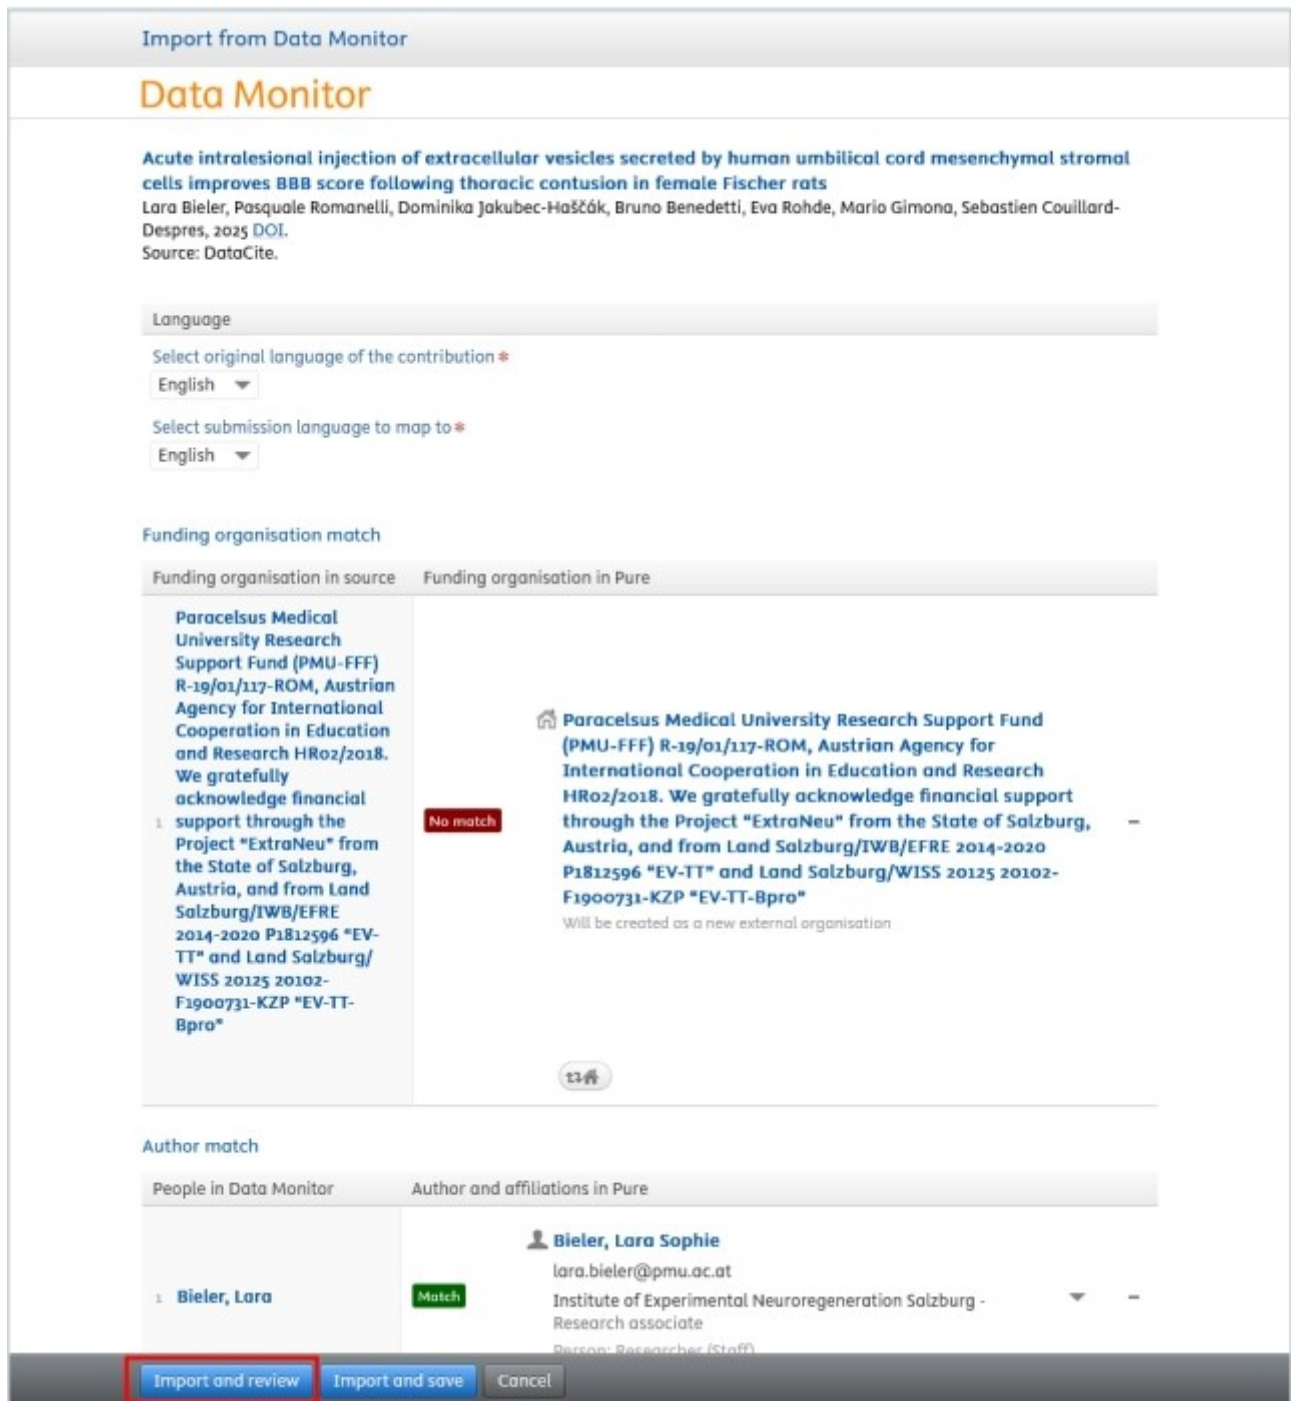 Import from Data Monitor
Data Monitor
Acute intralesional injection of extracellular vesicles secreted by human umbilical cord mesenchymal stromal
cells improves BBB score following thoracic contusion in female Fischer rats
Lara Bieler, Pasquale Romanelli, Dominika Jakubec-Haščák, Bruno Benedetti, Eva Rohde, Mario Gimona, Sebastien Couillard-
Despres, 2025 DOI.
Source: DataCite.
Language
Select original language of the contribution *
English
Select submission language to map to *
English
Funding organisation match
Funding organisation in source Funding organisation in Pure
Paracelsus Medical
University Research
Support Fund (PMU-FFF)
R-19/01/117-ROM, Austrian
Agency for International
Cooperation in Education
and Research HR02/2018.
We gratefully
acknowledge financial
1 support through the
Project "ExtraNeu" from
the State of Salzburg,
Austria, and from Land
Salzburg/IWB/EFRE
2014-2020 P1812596 "EV-
TT" and Land Salzburg/
WISS 20125 20102-
F1900731-KZP "EV-TT-
Bpro"
No match
Paracelsus Medical University Research Support Fund
(PMU-FFF) R-19/01/117-ROM, Austrian Agency for
International Cooperation in Education and Research
HR02/2018. We gratefully acknowledge financial support
through the Project "ExtraNeu" from the State of Salzburg,
Austria, and from Land Salzburg/IWB/EFRE 2014-2020
P1812596 "EV-TT" and Land Salzburg/WISS 20125 20102-
F1900731-KZP "EV-TT-Bpro"
Will be created as a new external organisation
Author match
People in Data Monitor Author and affiliations in Pure
1 Bieler, Lara
Match
Bieler, Lara Sophie
lara.bieler@pmu.ac.at
Institute of Experimental Neuroregeneration Salzburg -
Research associate
Person: Researcher (Staff)
Import and review Import and save Cancel